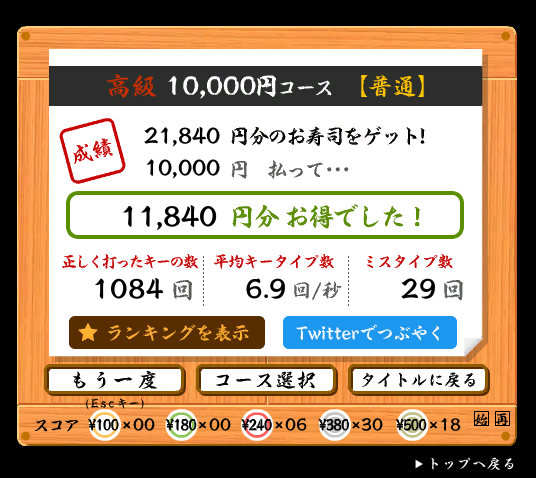 高級 10,000円コース 【普通】
成績
21,840 円分のお寿司をゲット!
10,000 円 払って・・・
11,840 円分 お得でした！
正しく打ったキーの数 平均キータイプ数 ミスタイプ数
1084 回 6.9 回/秒 29 回
ランキングを表示 Twitterでつぶやく
もう一度 コース選択 タイトルに戻る
(Escキー)
スコア ¥100×00 ¥180×00 ¥240×06 ¥380×30 ¥500×18 始 再
▶トップへ戻る